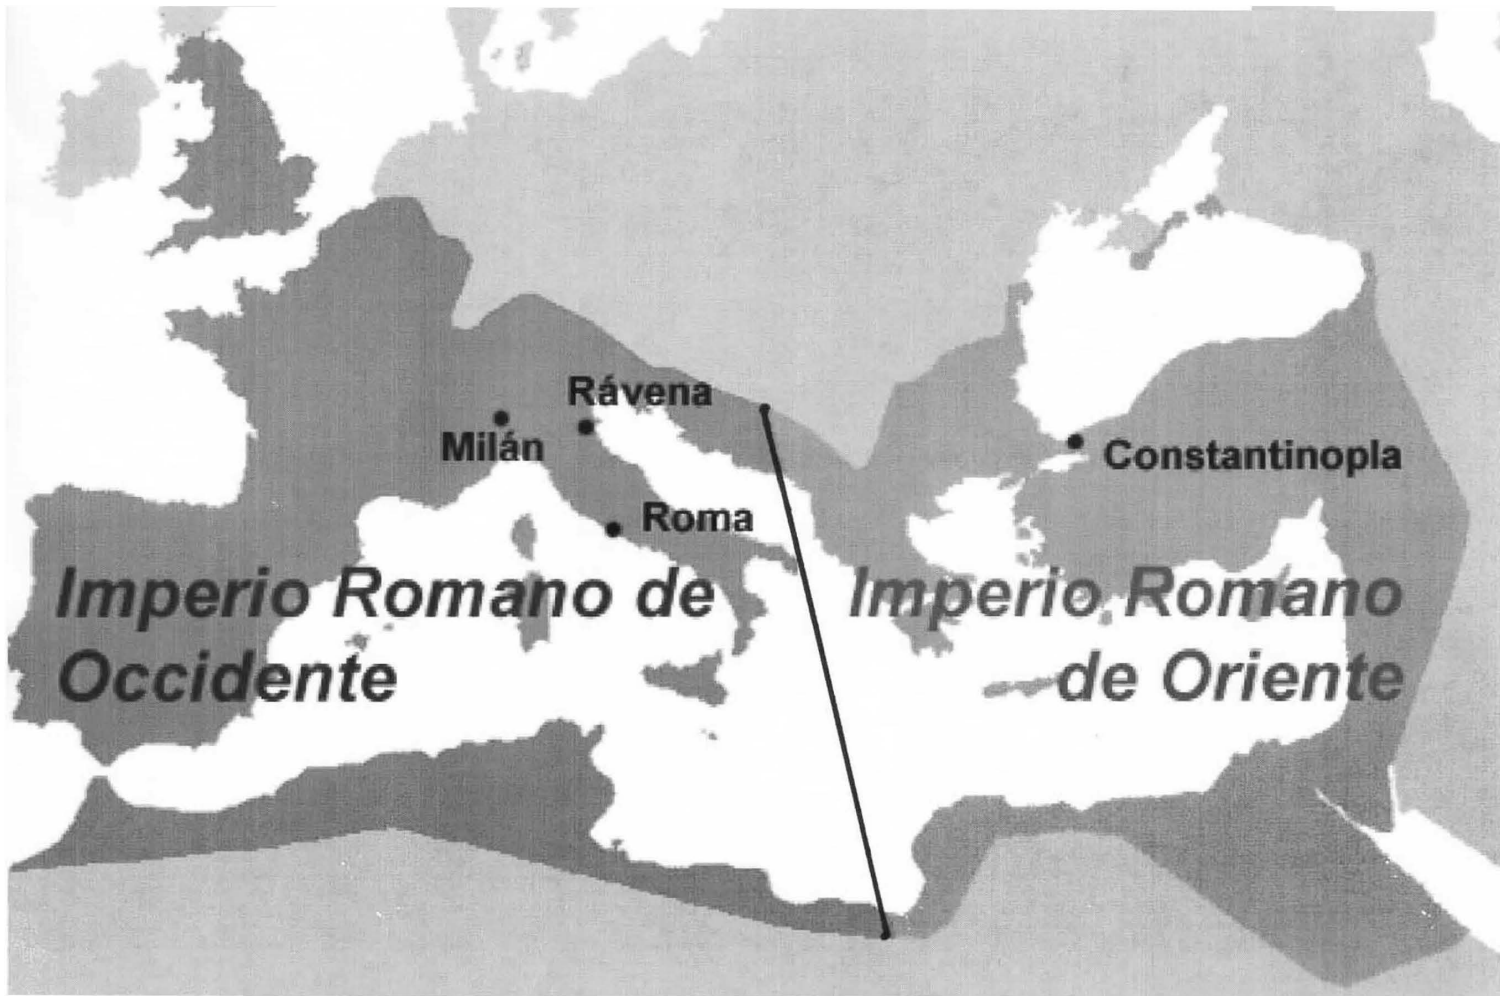 Rávena
Milán
Constantinopla
Roma
Imperio Romano de
Occidente
Imperio Romano
de Oriente